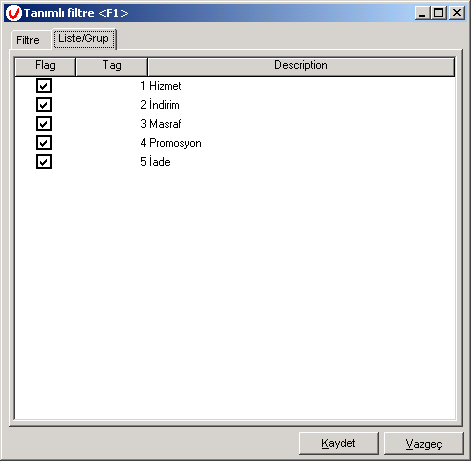 Tanımlı filtre <F1>
Filtre Liste/Grup
Flag Tag Description
1 Hizmet
2 İndirim
3 Masraf
4 Promosyon
5 İade
Kaydet Vazgeç